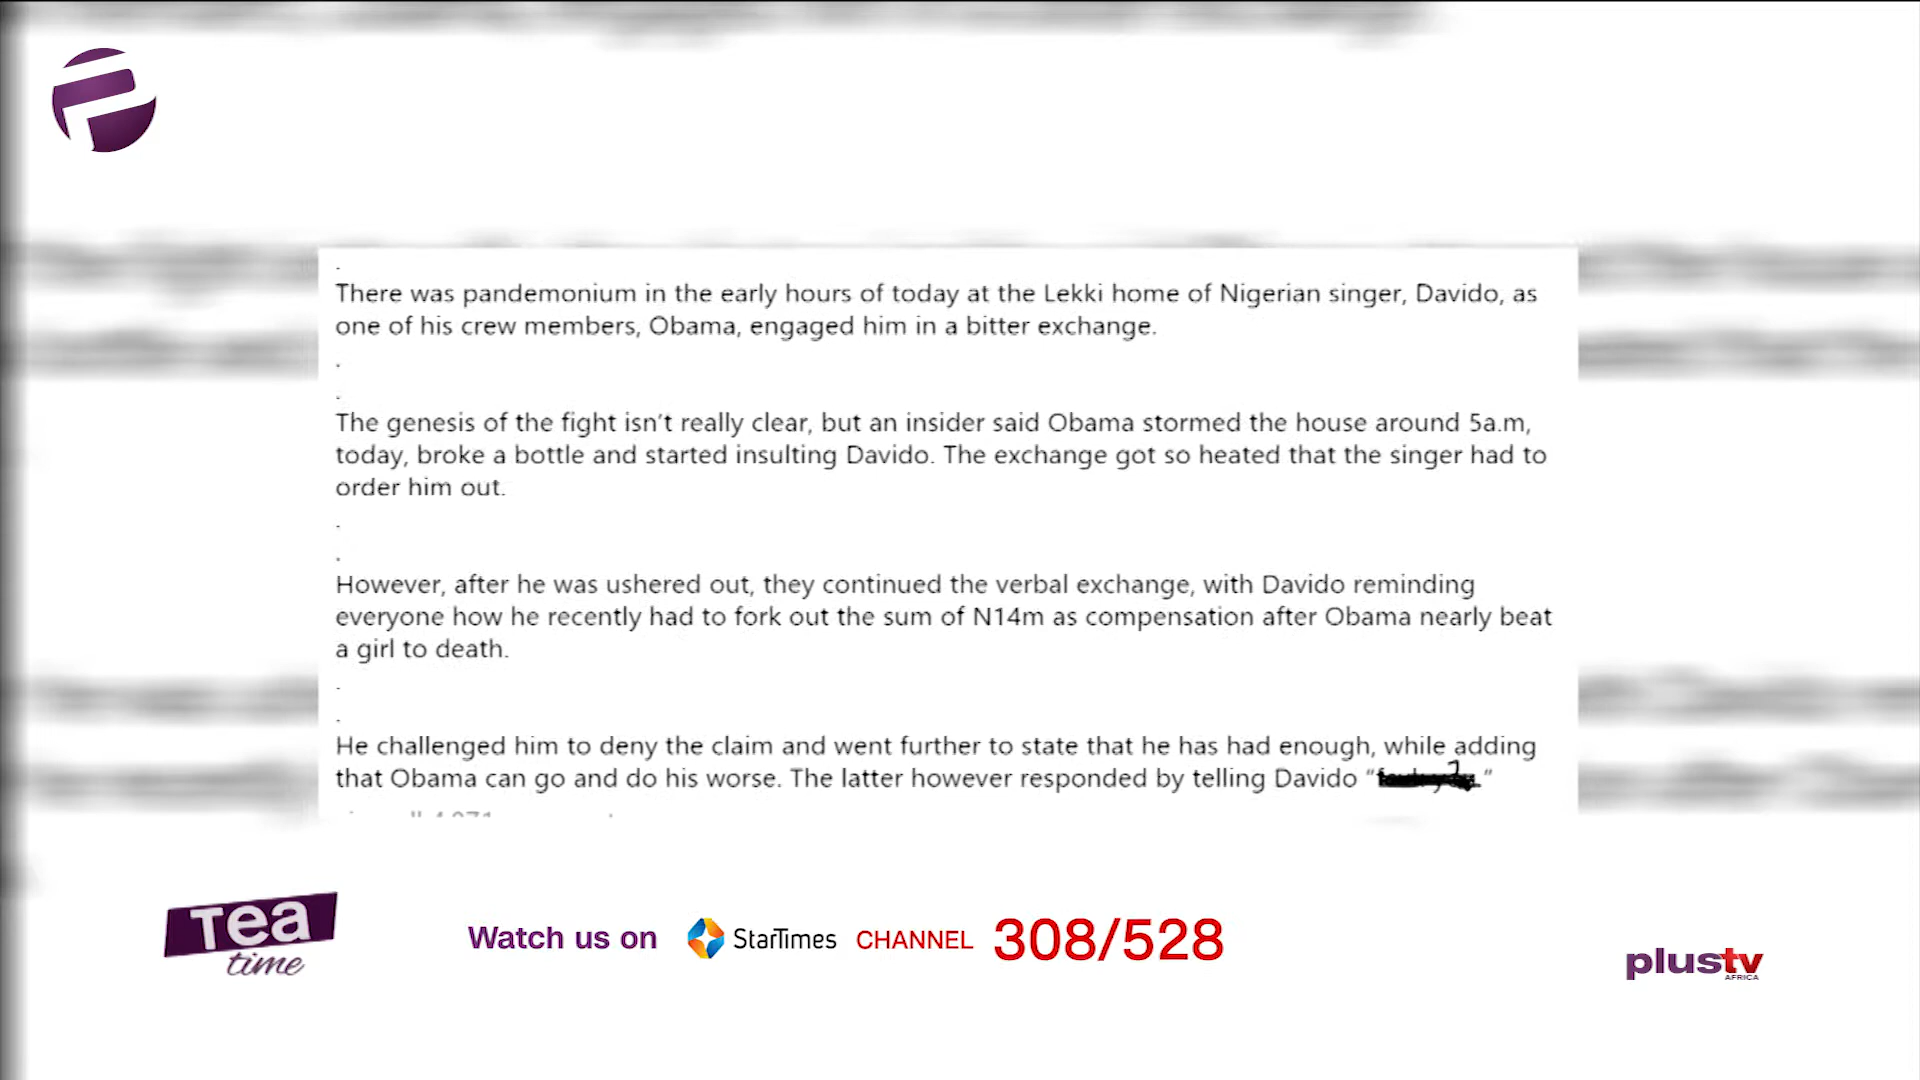 There was pandemonium in the early hours of today at the Lekki home of Nigerian singer, Davido, as
one of his crew members, Obama, engaged him in a bitter exchange.
.
.
The genesis of the fight isn't really clear, but an insider said Obama stormed the house around 5a.m,
today, broke a bottle and started insulting Davido. The exchange got so heated that the singer had to
order him out.
.
.
However, after he was ushered out, they continued the verbal exchange, with Davido reminding
everyone how he recently had to fork out the sum of N14m as compensation after Obama nearly beat
a girl to death.
.
.
He challenged him to deny the claim and went further to state that he has had enough, while adding
that Obama can go and do his worse. The latter however responded by telling Davido "."
Tea
time
Watch us on StarTimes CHANNEL 308/528
plustv
AFRICA